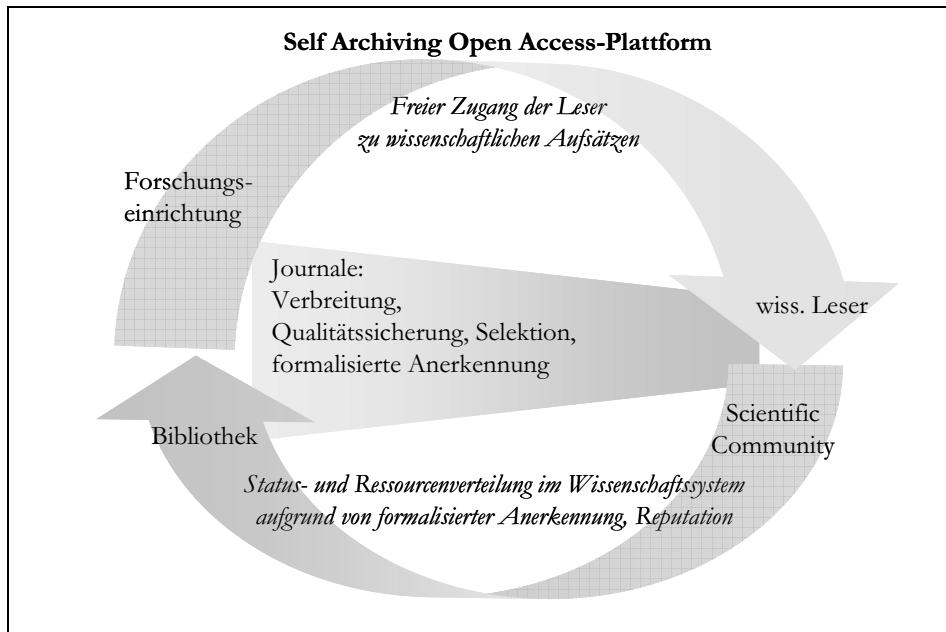 Self Archiving Open Access-Plattform
Freier Zugang der Leser
zu wissenschaftlichen Aufsätzen
Forschungs-
einrichtung
Journale:
Verbreitung,
Qualitätssicherung, Selektion,
formalisierte Anerkennung
wiss. Leser
Scientific
Community
Bibliothek
Status- und Ressourcenverteilung im Wissenschaftssystem
aufgrund von formalisierter Anerkennung, Reputation